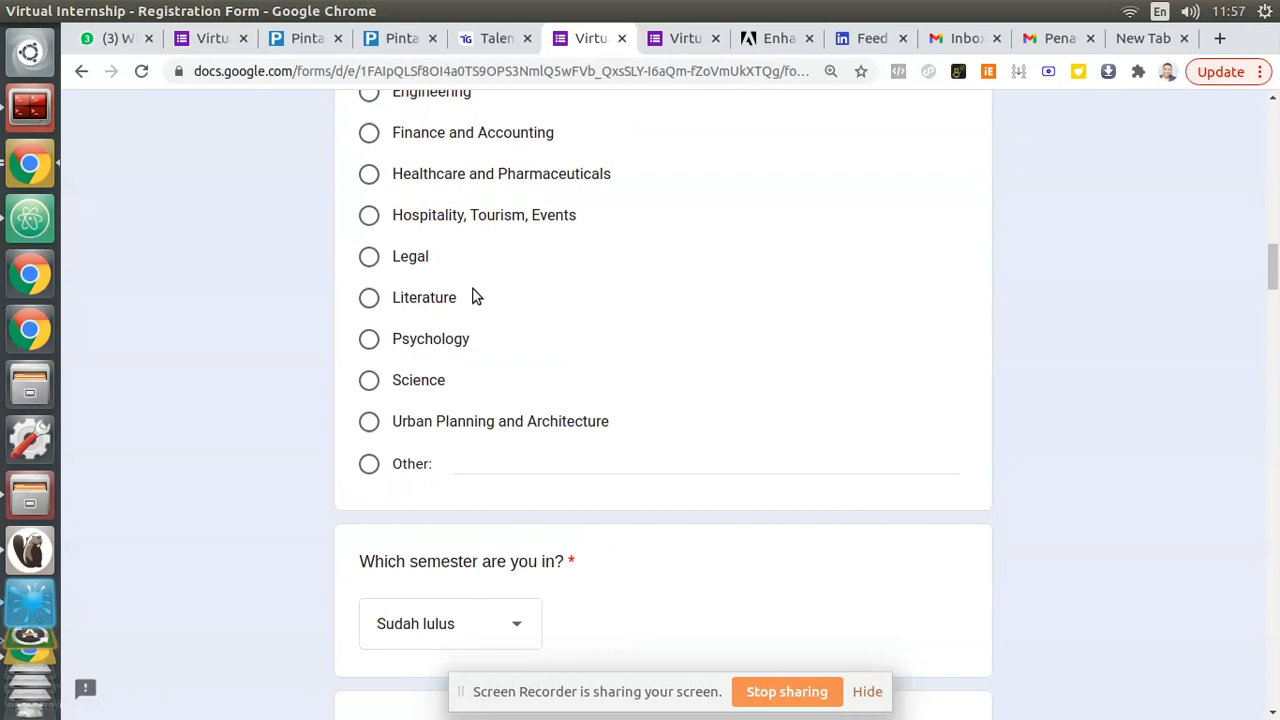 Virtual Internship - Registration Form - Google Chrome
En
11:57
3
(3) W
Virtu
Pinta
Pinta
TG
Talen
Virtu
Virtu
Enha
Feed
Inbo
Pena
New Tab
docs.google.com/forms/d/e/1FAIpQLSf8OI4a0TSTOPS3NmlQ5wFVb_QxsSLY-I6aQm-fZoVmUkXTQg/fo...
Update
Engineering
Finance and Accounting
Healthcare and Pharmaceuticals
Hospitality, Tourism, Events
Legal
Literature
Psychology
Science
Urban Planning and Architecture
Other:
Which semester are you in? *
Sudah lulus
Screen Recorder is sharing your screen.
Stop sharing
Hide